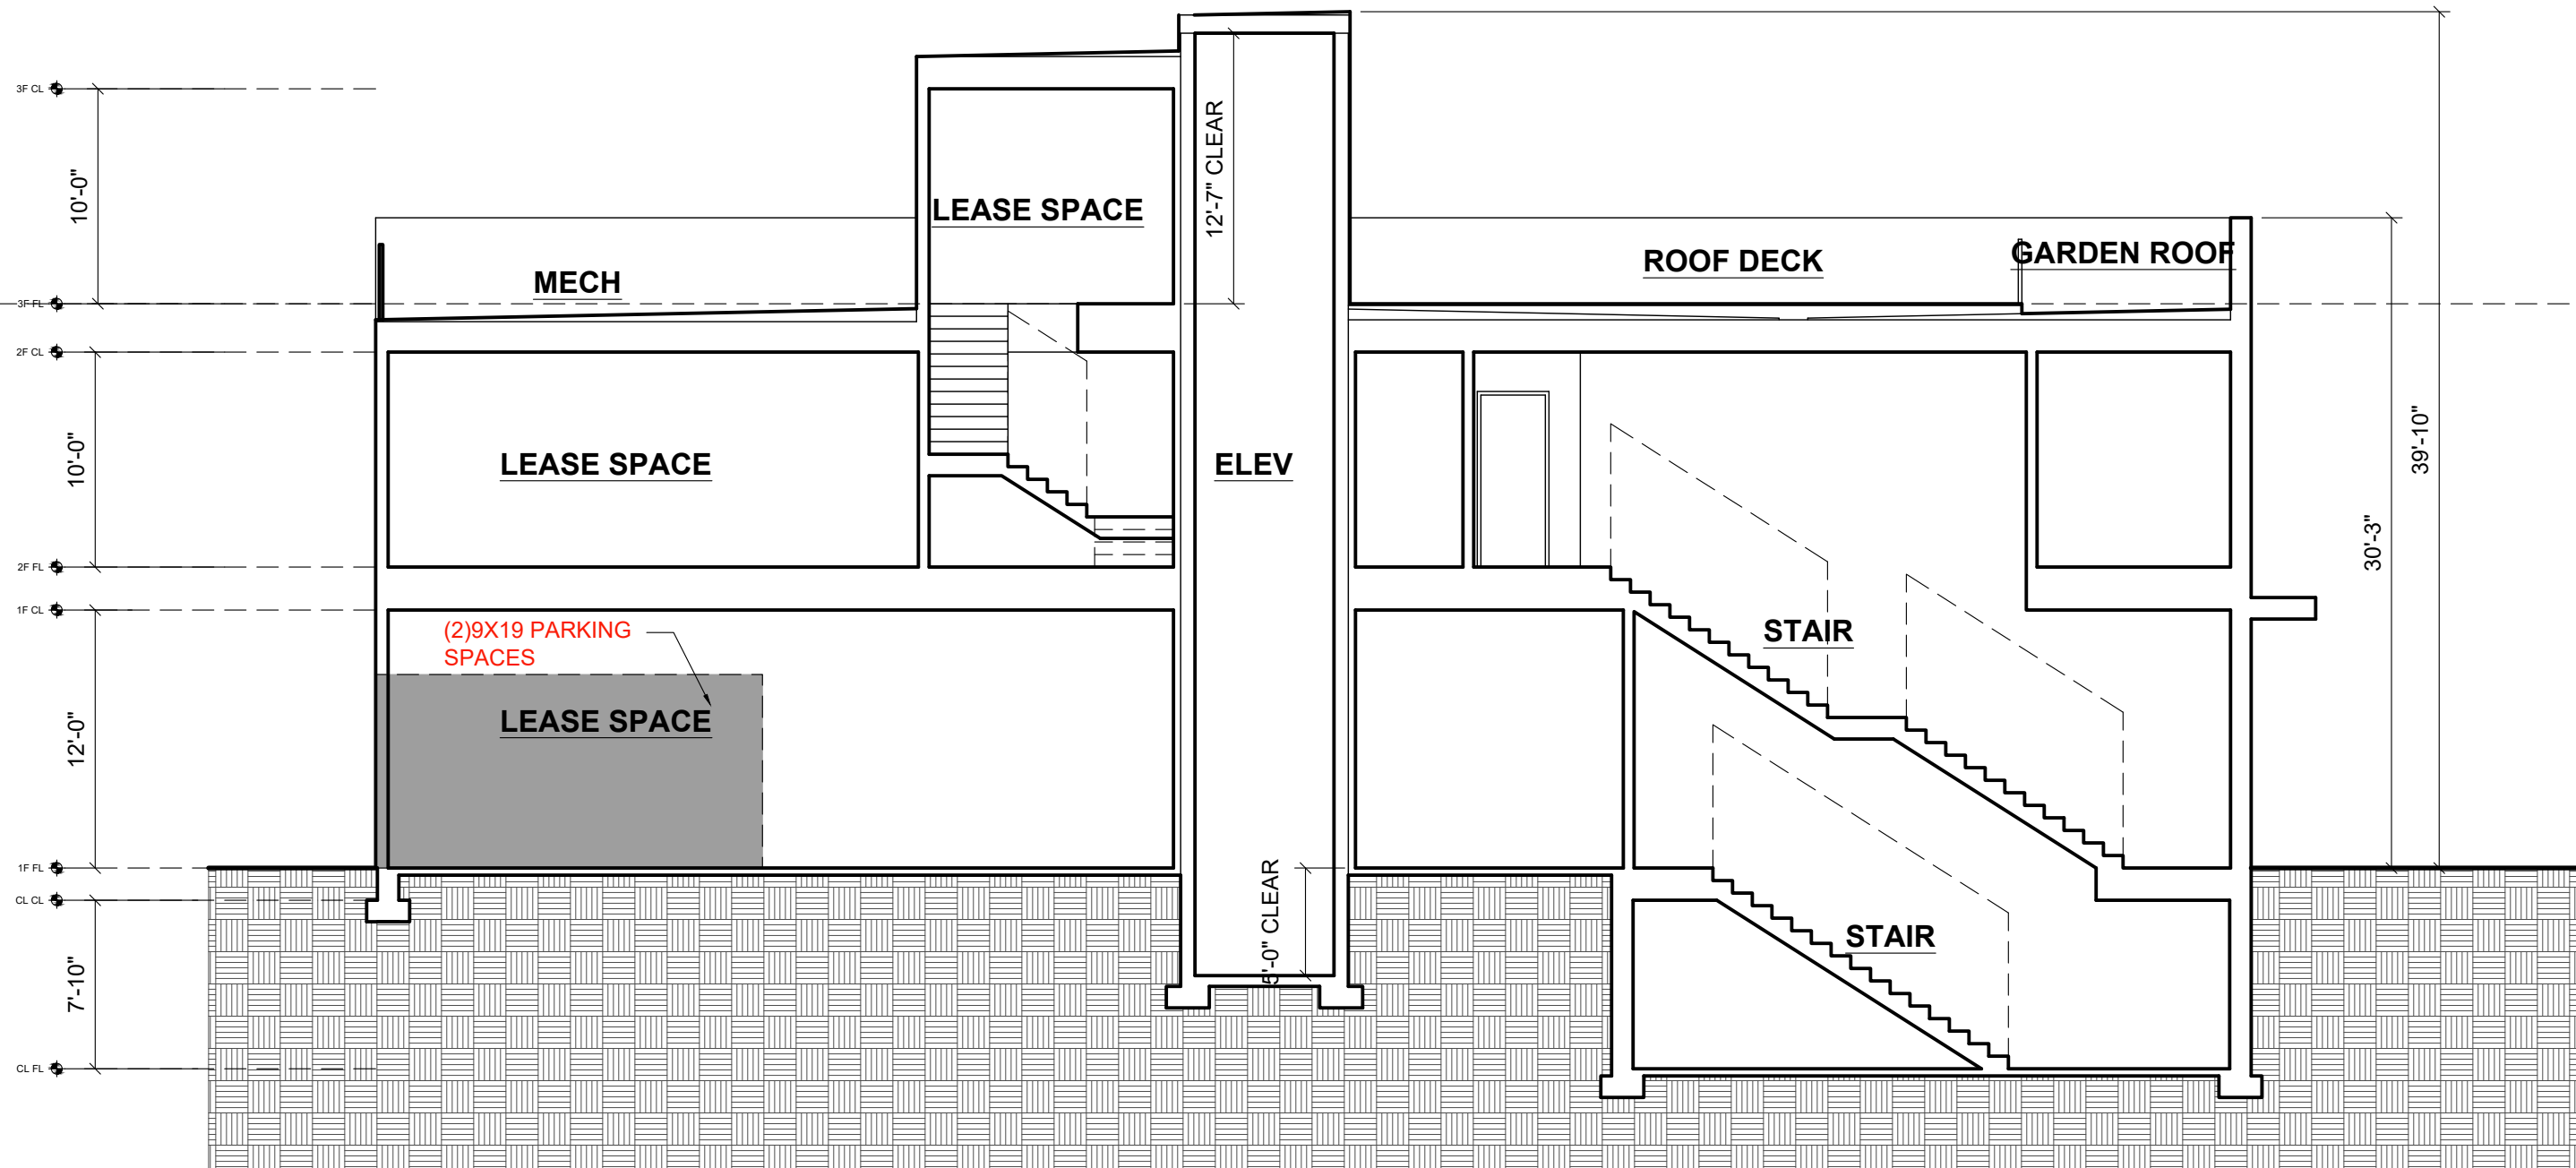 3F CL
10'-0"
12'-7" CLEAR
LEASE SPACE
MECH
ROOF DECK
GARDEN ROOF
3F FL
2F CL
10'-0"
LEASE SPACE
ELEV
39'-10"
30'-3"
2F FL
1F CL
(2)9X19 PARKING
SPACES
STAIR
12'-0"
LEASE SPACE
1F FL
CL CL
5'-0" CLEAR
STAIR
7'-10"
CL FL